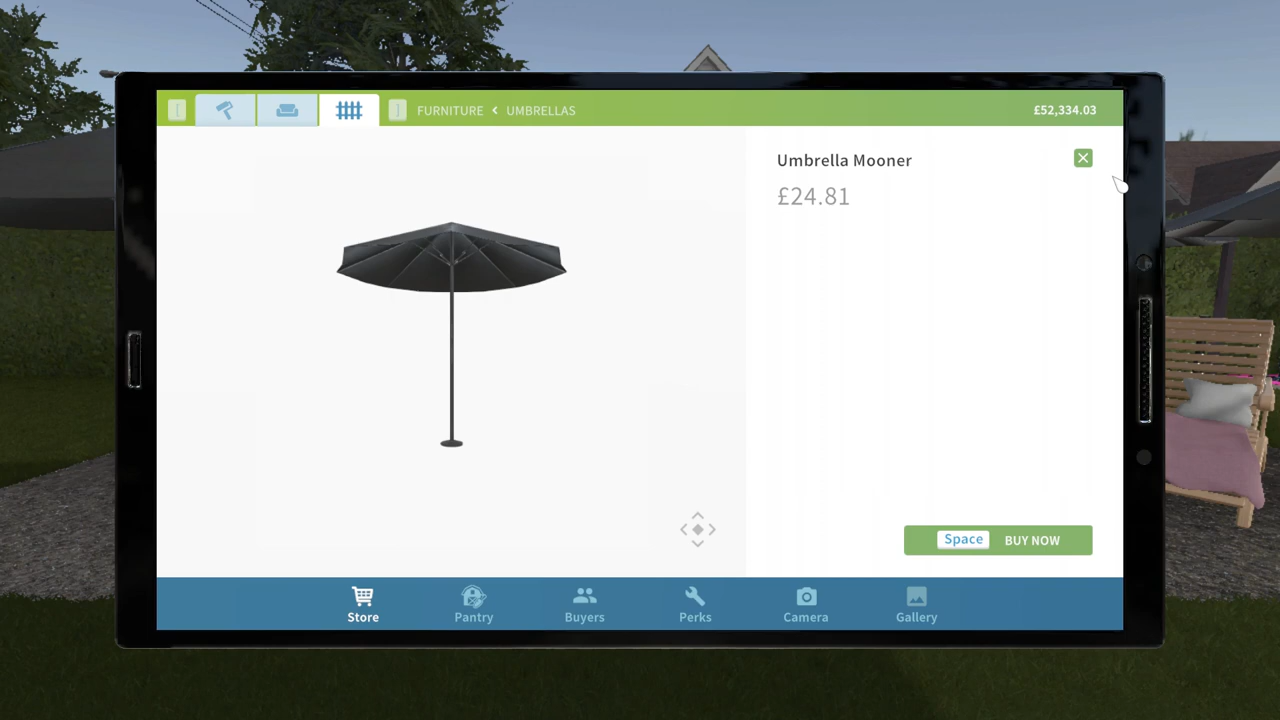 [
]
FURNITURE < UMBRELLAS
£52,334.03
Umbrella Mooner
£24.81
Space BUY NOW
Store
Pantry
Buyers
Perks
Camera
Gallery